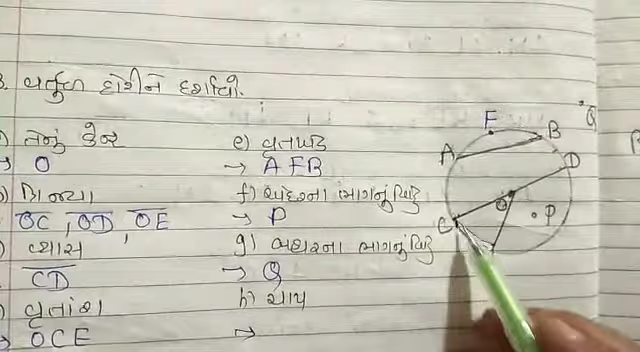 3. વર્તુળ દોરીને દર્શાવો.
a) તેનું કેન્દ્ર
→ O
b) ત્રિજ્યા
OC, OD, OE
c) વ્યાસ
CD
d) વૃતાંશ
→ OCE
e) વૃતખંડ
→ AFB
f) અંદરના ભાગનું બિંદુ
→ P
g) બહારના ભાગનું બિંદુ
→ Q
h) ચાપ
→
F
B
Q
A
D
O
P
C